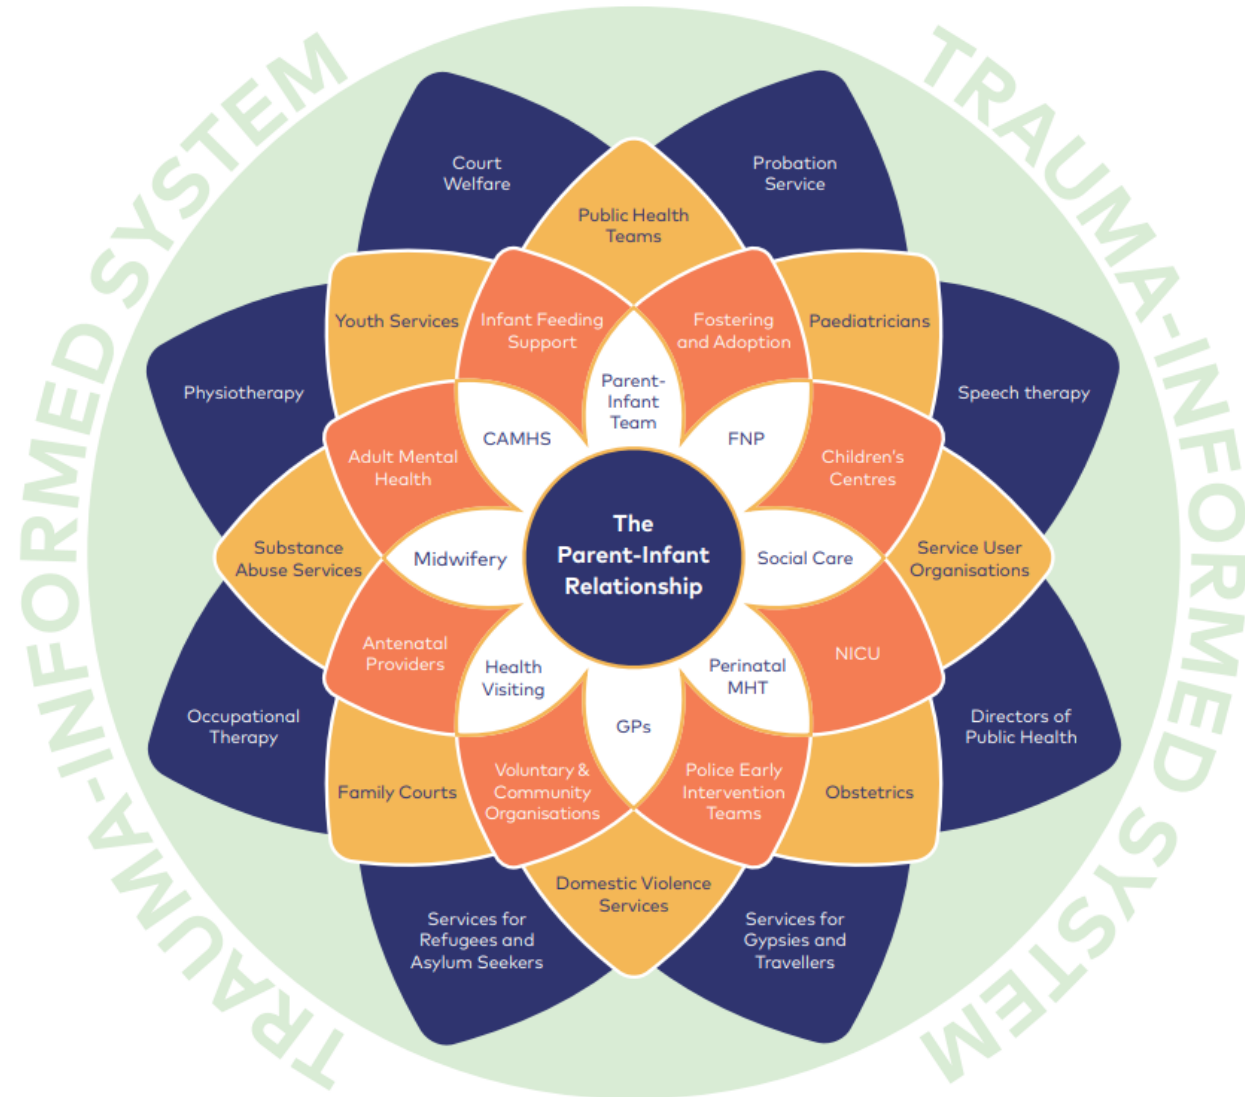 TRAUMA-INFORMED SYSTEM
TRAUMA-INFORMED SYSTEM
Court
Welfare
Probation
Service
Public Health
Teams
Youth Services
Infant Feeding
Support
Fostering
and Adoption
Paediatricians
Physiotherapy
Speech therapy
Parent-
Infant
Team
CAMHS
FNP
Adult Mental
Health
Children's
Centres
The
Parent-Infant
Relationship
Substance
Abuse Services
Midwifery
Social Care
Service User
Organisations
Antenatal
Providers
Health
Visiting
Perinatal
MHT
NICU
Occupational
Therapy
GPs
Directors of
Public Health
Family Courts
Voluntary &
Community
Organisations
Police Early
Intervention
Teams
Obstetrics
Domestic Violence
Services
Services for
Refugees and
Asylum Seekers
Services for
Gypsies and
Travellers